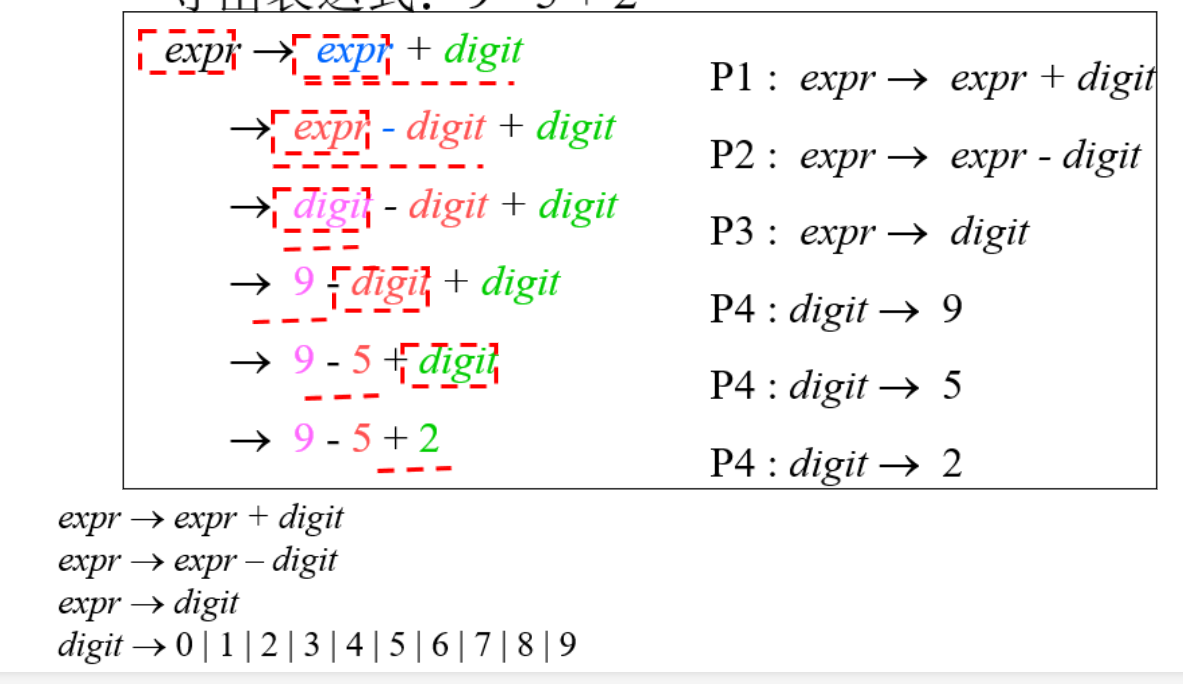 expr → expr + digit
→ expr - digit + digit
→ digit - digit + digit
→ 9 - digit + digit
→ 9 - 5 + digit
→ 9 - 5 + 2
P1 : expr → expr + digit
P2 : expr → expr - digit
P3 : expr → digit
P4 : digit → 9
P4 : digit → 5
P4 : digit → 2
expr → expr + digit
expr → expr – digit
expr → digit
digit → 0 | 1 | 2 | 3 | 4 | 5 | 6 | 7 | 8 | 9